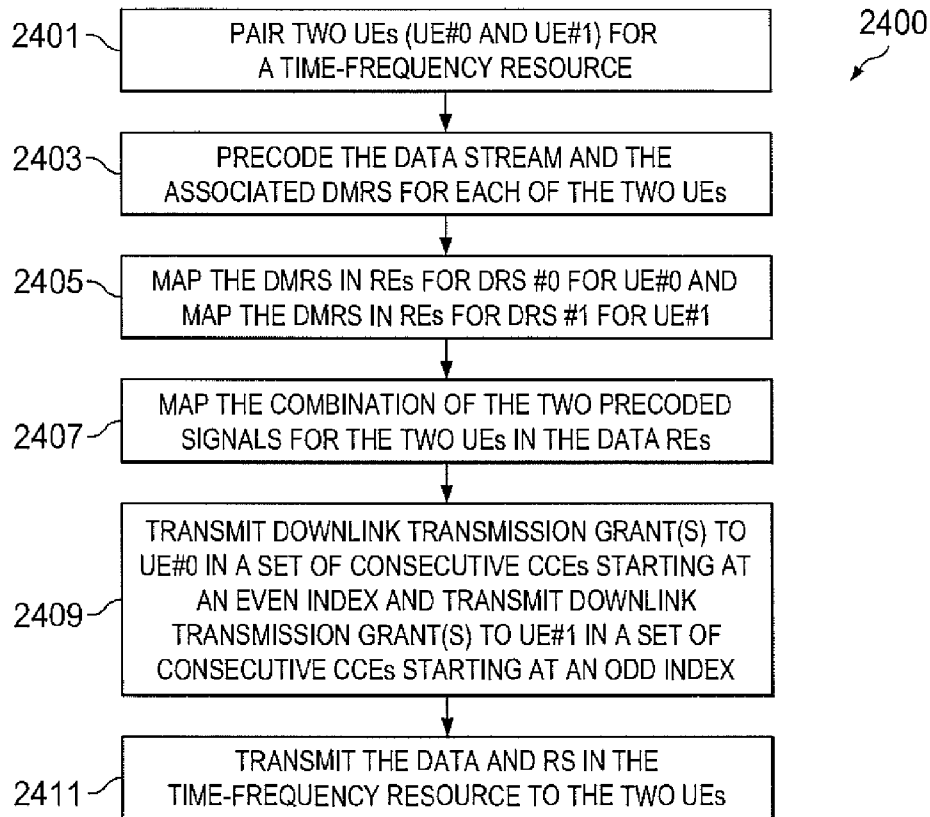 2400
2401
PAIR TWO UEs (UE#0 AND UE#1) FOR
A TIME-FREQUENCY RESOURCE
2403
PRECODE THE DATA STREAM AND THE
ASSOCIATED DMRS FOR EACH OF THE TWO UEs
2405
MAP THE DMRS IN REs FOR DRS #0 FOR UE#0 AND
MAP THE DMRS IN REs FOR DRS #1 FOR UE#1
2407
MAP THE COMBINATION OF THE TWO PRECODED
SIGNALS FOR THE TWO UEs IN THE DATA REs
2409
TRANSMIT DOWNLINK TRANSMISSION GRANT(S) TO
UE#0 IN A SET OF CONSECUTIVE CCEs STARTING AT
AN EVEN INDEX AND TRANSMIT DOWNLINK
TRANSMISSION GRANT(S) TO UE#1 IN A SET OF
CONSECUTIVE CCEs STARTING AT AN ODD INDEX
2411
TRANSMIT THE DATA AND RS IN THE
TIME-FREQUENCY RESOURCE TO THE TWO UEs